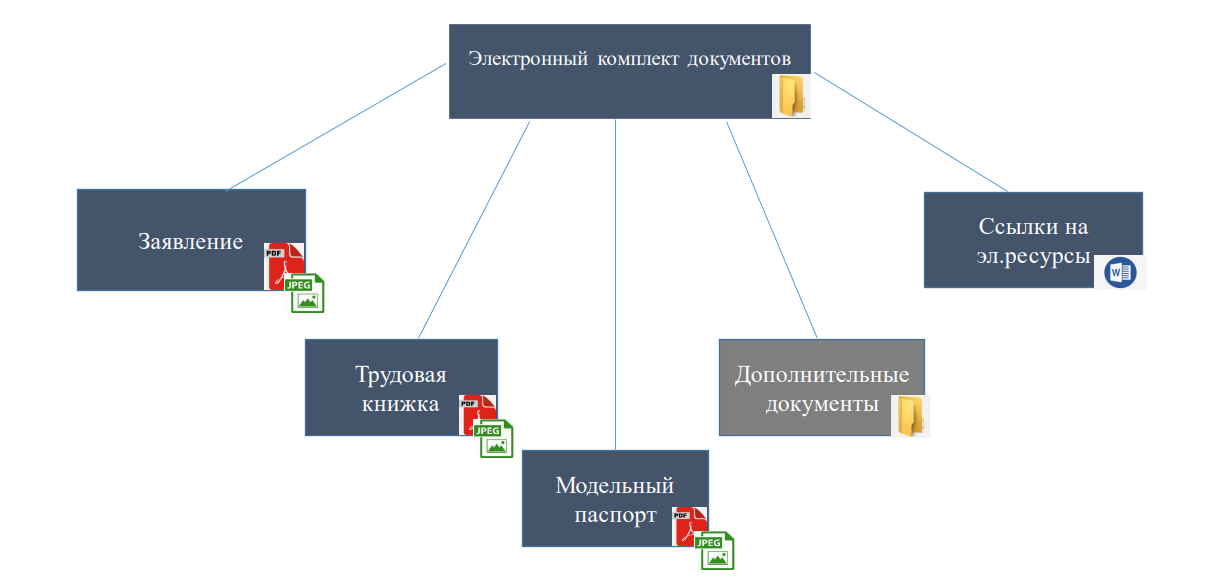 Электронный комплект документов
Заявление
PDF
JPEG
Ссылки на
эл.ресурсы
W
Трудовая
книжка
PDF
JPEG
Дополнительные
документы
Модельный
паспорт
PDF
JPEG